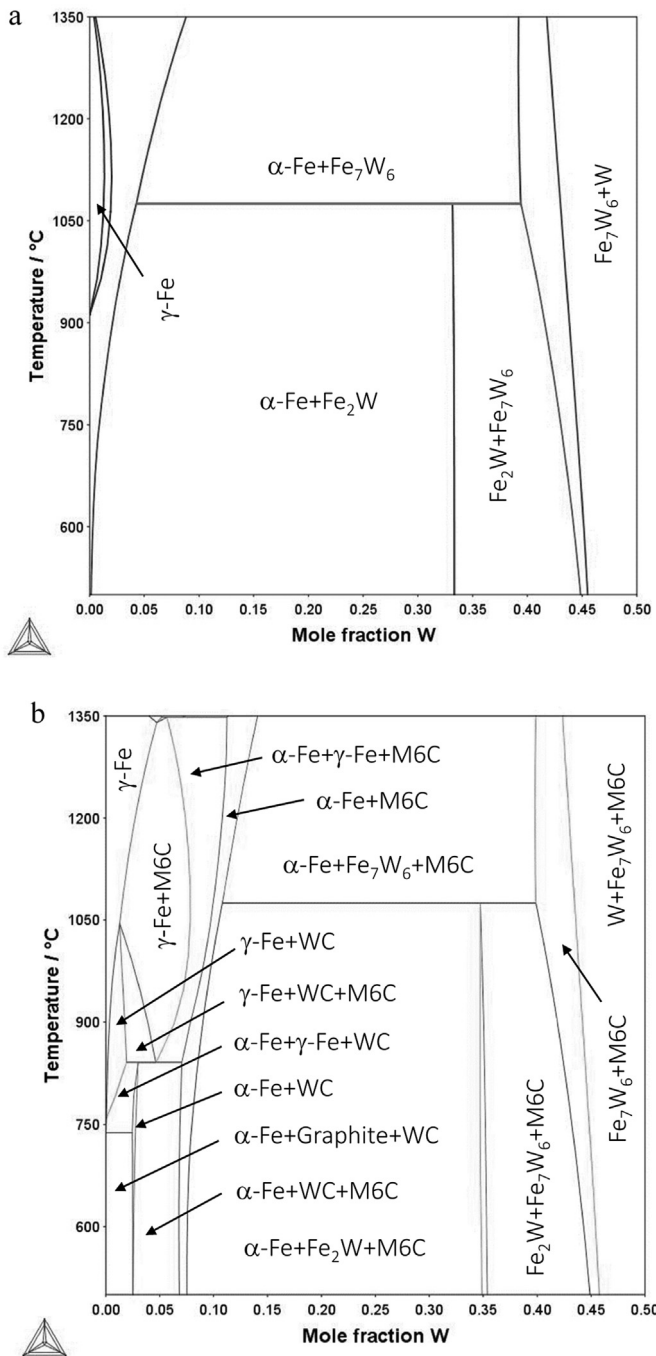 a
1350
1200
1050
900
750
600
Temperature / °C
α-Fe+Fe₇W₆
γ-Fe
α-Fe+Fe₂W
Fe₂W+Fe₇W₆
Fe₇W₆+W
0.00 0.05 0.10 0.15 0.20 0.25 0.30 0.35 0.40 0.45 0.50
Mole fraction W
b
1350
1200
1050
900
750
600
Temperature / °C
γ-Fe
γ-Fe+M6C
α-Fe+γ-Fe+M6C
α-Fe+M6C
α-Fe+Fe₇W₆+M6C
γ-Fe+WC
γ-Fe+WC+M6C
α-Fe+γ-Fe+WC
α-Fe+WC
α-Fe+Graphite+WC
α-Fe+WC+M6C
α-Fe+Fe₂W+M6C
Fe₂W+Fe₇W₆+M6C
Fe₇W₆+M6C
W+Fe₇W₆+M6C
0.00 0.05 0.10 0.15 0.20 0.25 0.30 0.35 0.40 0.45 0.50
Mole fraction W